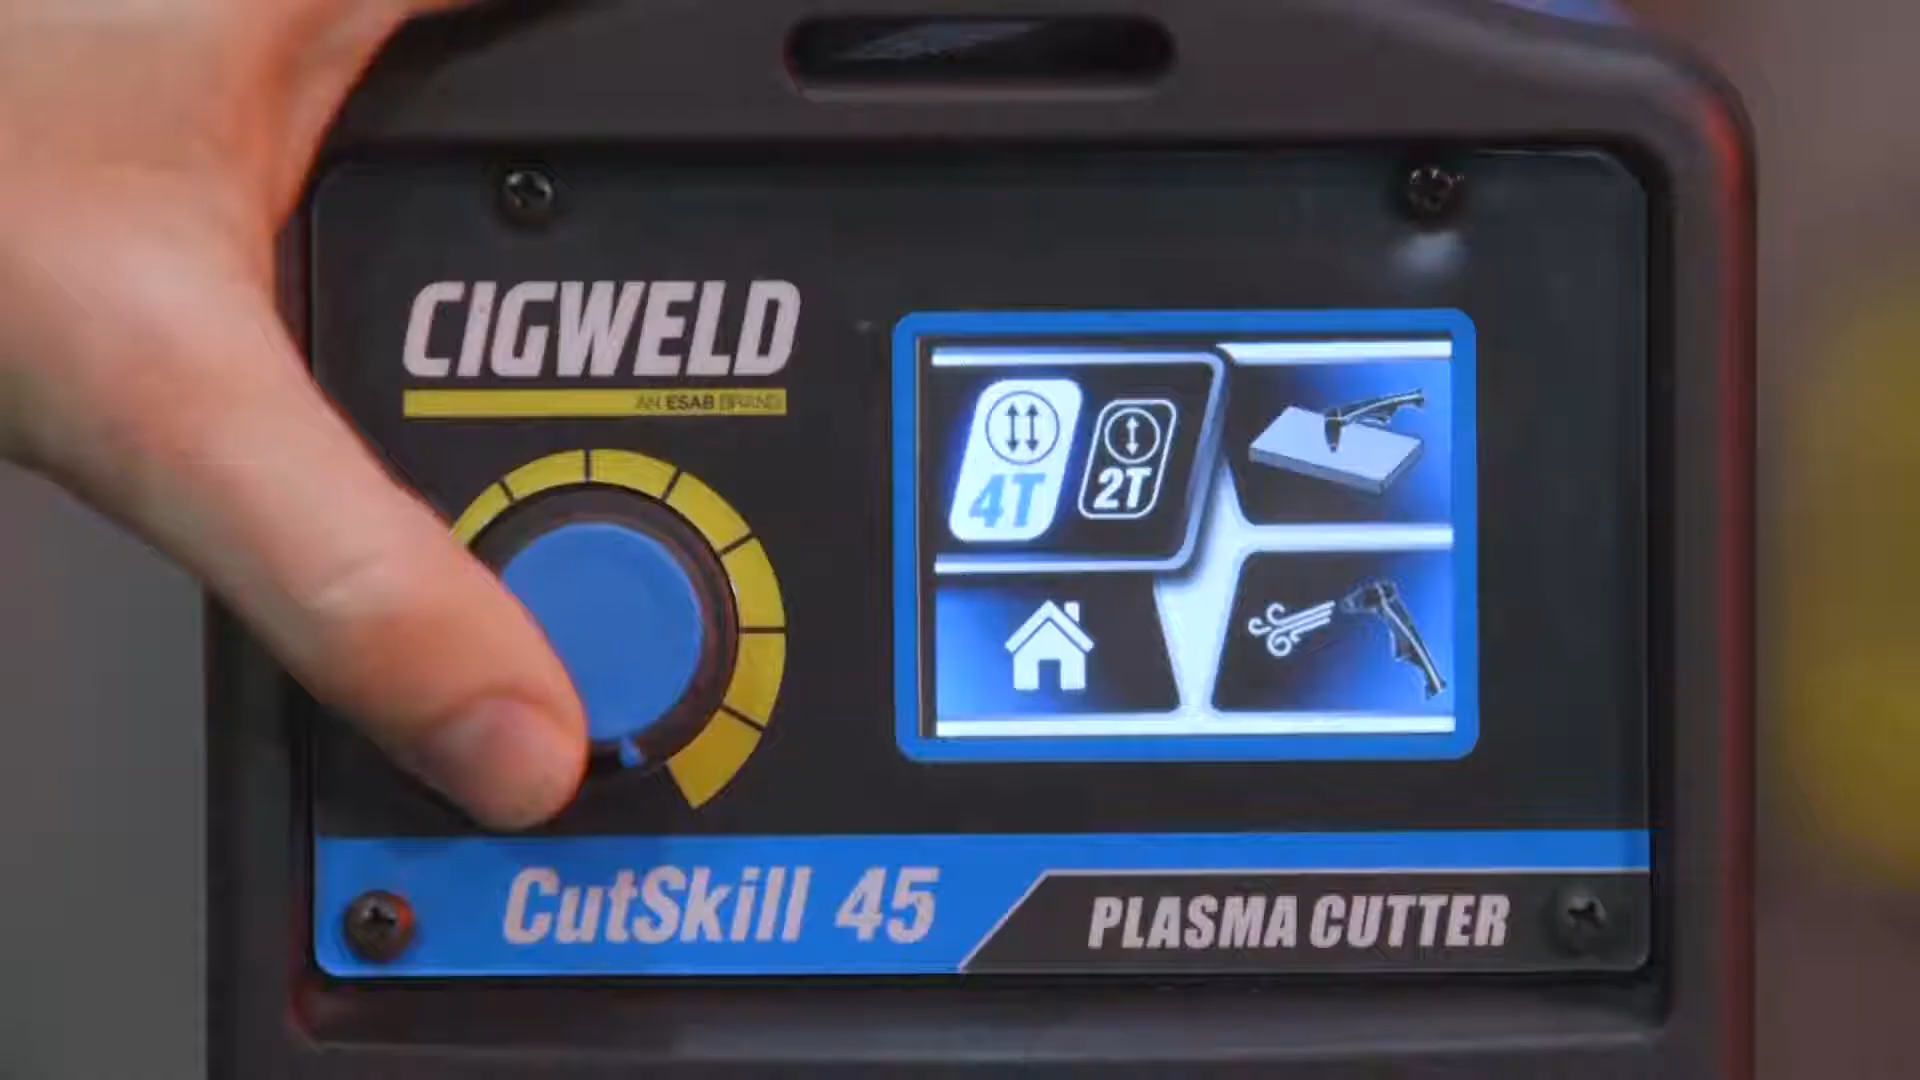 CIGWELD
AN ESAB BRAND
4T
2T
CutSkill 45
PLASMA CUTTER